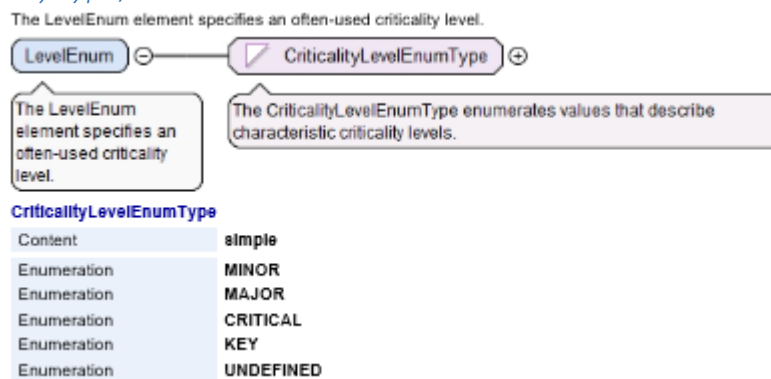 The LevelEnum element specifies an often-used criticality level.
LevelEnum CriticalityLevelEnumType
The LevelEnum
element specifies an
often-used criticality
level.
The CriticalityLevelEnumType enumerates values that describe
characteristic criticality levels.
CriticalityLevelEnumType
Content simple
Enumeration MINOR
Enumeration MAJOR
Enumeration CRITICAL
Enumeration KEY
Enumeration UNDEFINED